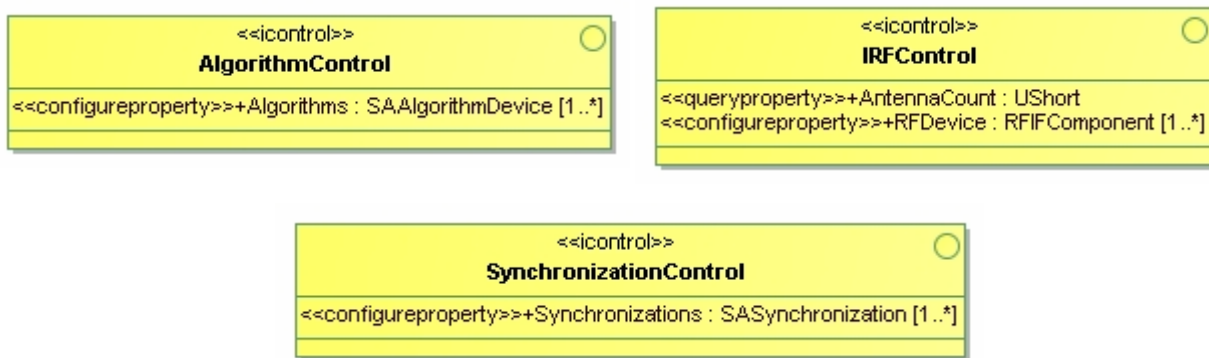 <<icontrol>>
AlgorithmControl
<<configureproperty>>+Algorithms : SAAlgorithmDevice [1..*]
<<icontrol>>
IRFControl
<<queryproperty>>+AntennaCount : UShort
<<configureproperty>>+RFDevice : RFIFComponent [1..*]
<<icontrol>>
SynchronizationControl
<<configureproperty>>+Synchronizations : SASynchronization [1..*]